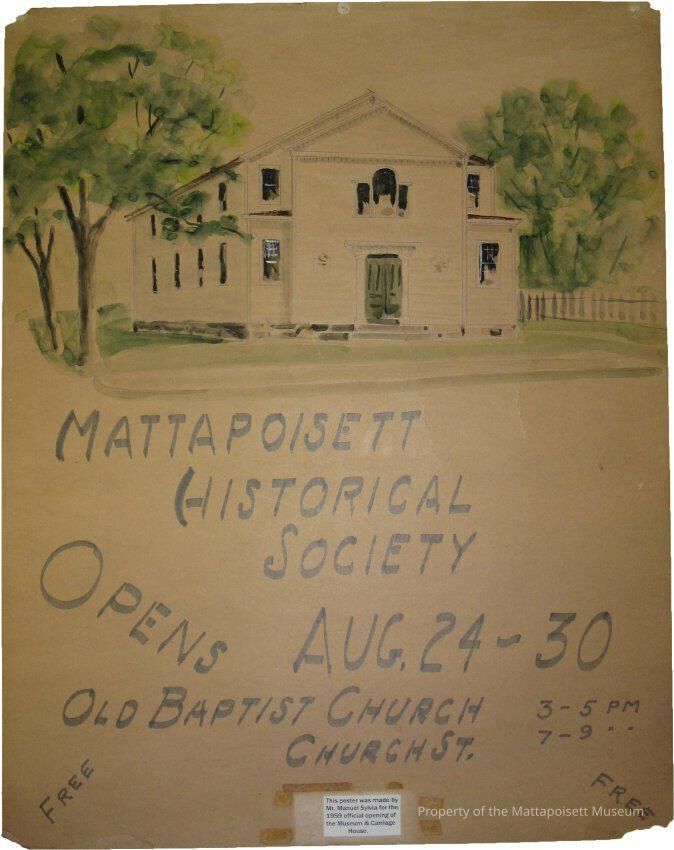 MATTAPOISETT
HISTORICAL
SOCIETY
OPENS AUG. 24-30
OLD BAPTIST CHURCH 3-5 PM
CHURCH ST. 7-9 " "
FREE
FREE
This poster was made by
Mr. Manuel Sylvia for the
1959 official opening of
the Museum & Carriage
House.
Property of the Mattapoisett Museum